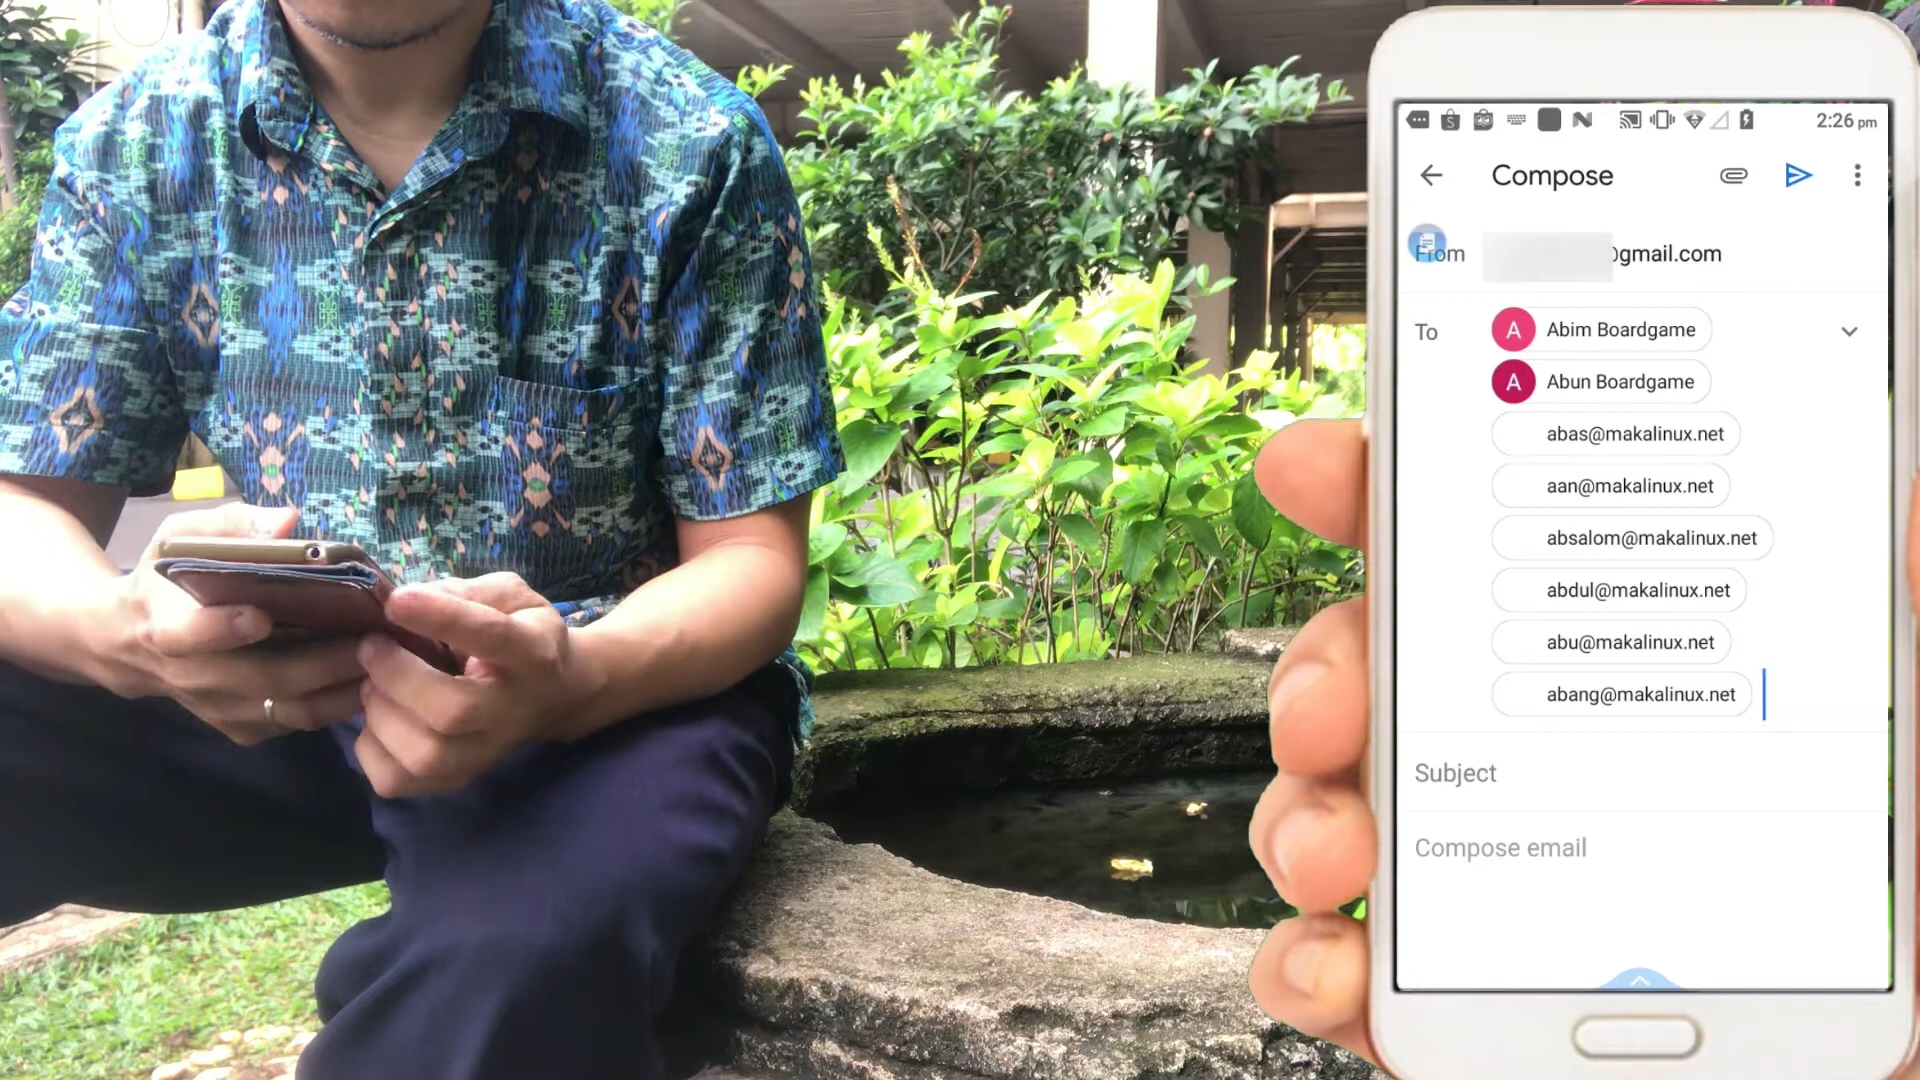 2:26 pm
Compose
From @gmail.com
To
A Abim Boardgame
A Abun Boardgame
abas@makalinux.net
aan@makalinux.net
absalom@makalinux.net
abdul@makalinux.net
abu@makalinux.net
abang@makalinux.net
Subject
Compose email